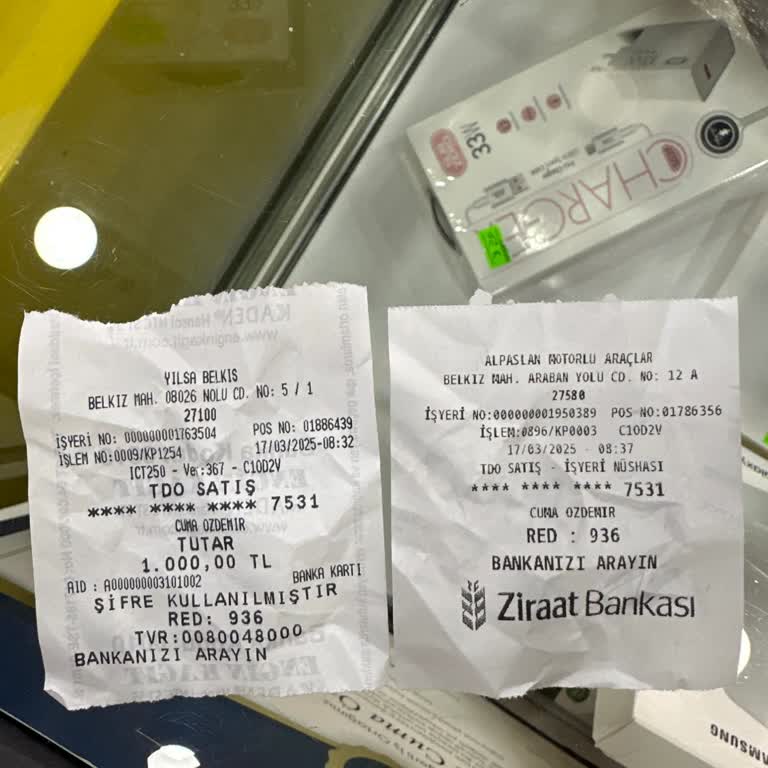 YILSA BELKIS
BELKIZ MAH. 08026 NOLU CD. NO: 5 / 1
27100
İŞYERİ NO: 000000001763504 POS NO: 01886439
İŞLEM NO:0009/KP1254 17/03/2025-08:32
ICT250 - Ver:367 - C10D2V
TDO SATIŞ
**** **** **** 7531
CUMA OZDEMIR
TUTAR
1.000,00 TL
AID : A000000003101002 BANKA KARTI
ŞİFRE KULLANILMIŞTIR
RED: 936
TVR:0080048000
BANKANIZI ARAYIN
ALPASLAN MOTORLU ARAÇLAR
BELKIZ MAH. ARABAN YOLU CD. NO: 12 A
27580
İŞYERİ NO:000000001950389 POS NO:01786356
İŞLEM:0896/KP0003 C10D2V
17/03/2025 - 08:37
TDO SATIŞ - İŞYERİ NÜSHASI
**** **** **** 7531
CUMA OZDEMIR
RED : 936
BANKANIZI ARAYIN
Ziraat Bankası
33W
SAMSUNG